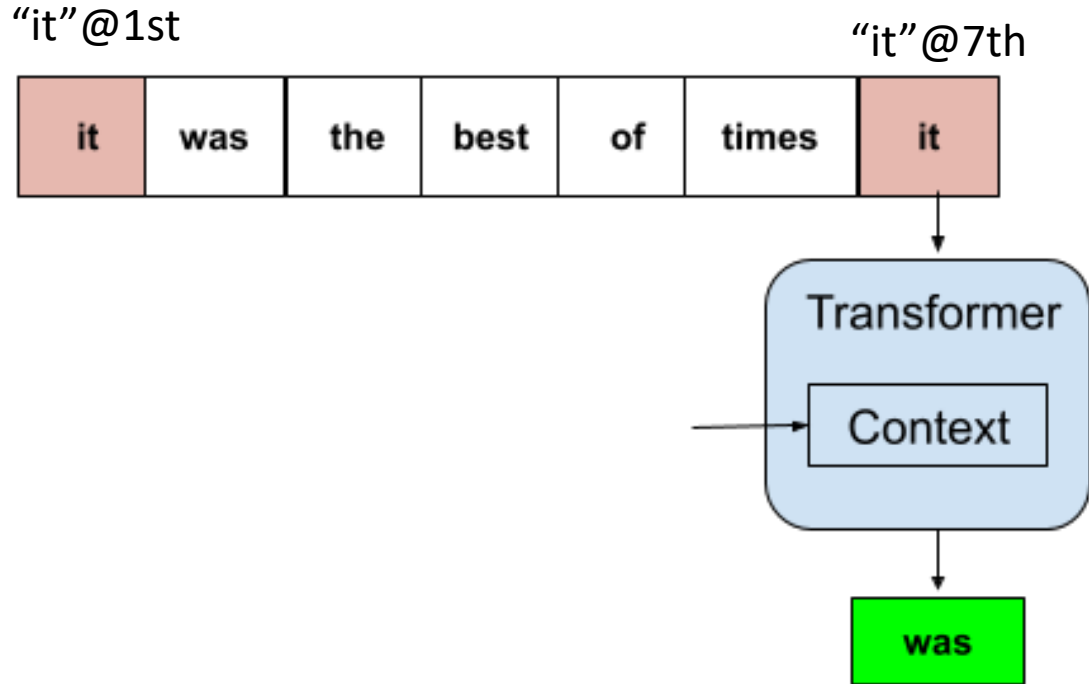 “it”@1st
“it”@7th
it was the best of times it
Transformer
Context
was